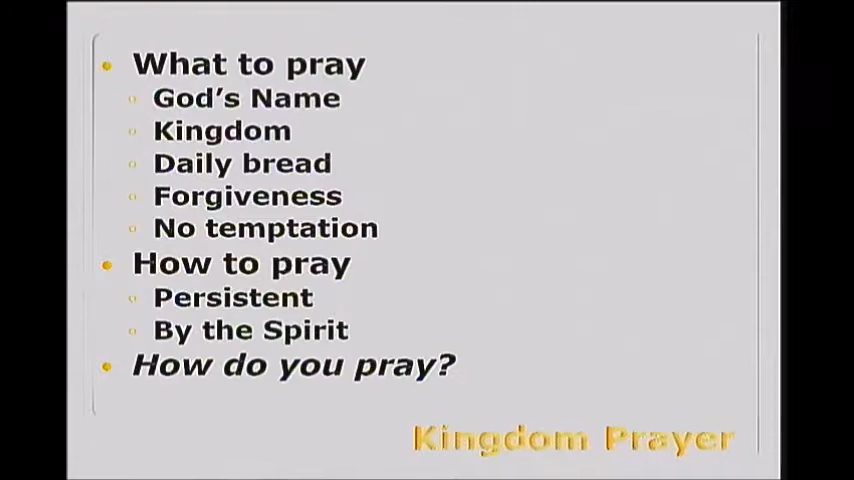 What to pray
God's Name
Kingdom
Daily bread
Forgiveness
No temptation
How to pray
Persistent
By the Spirit
How do you pray?
Kingdom Prayer